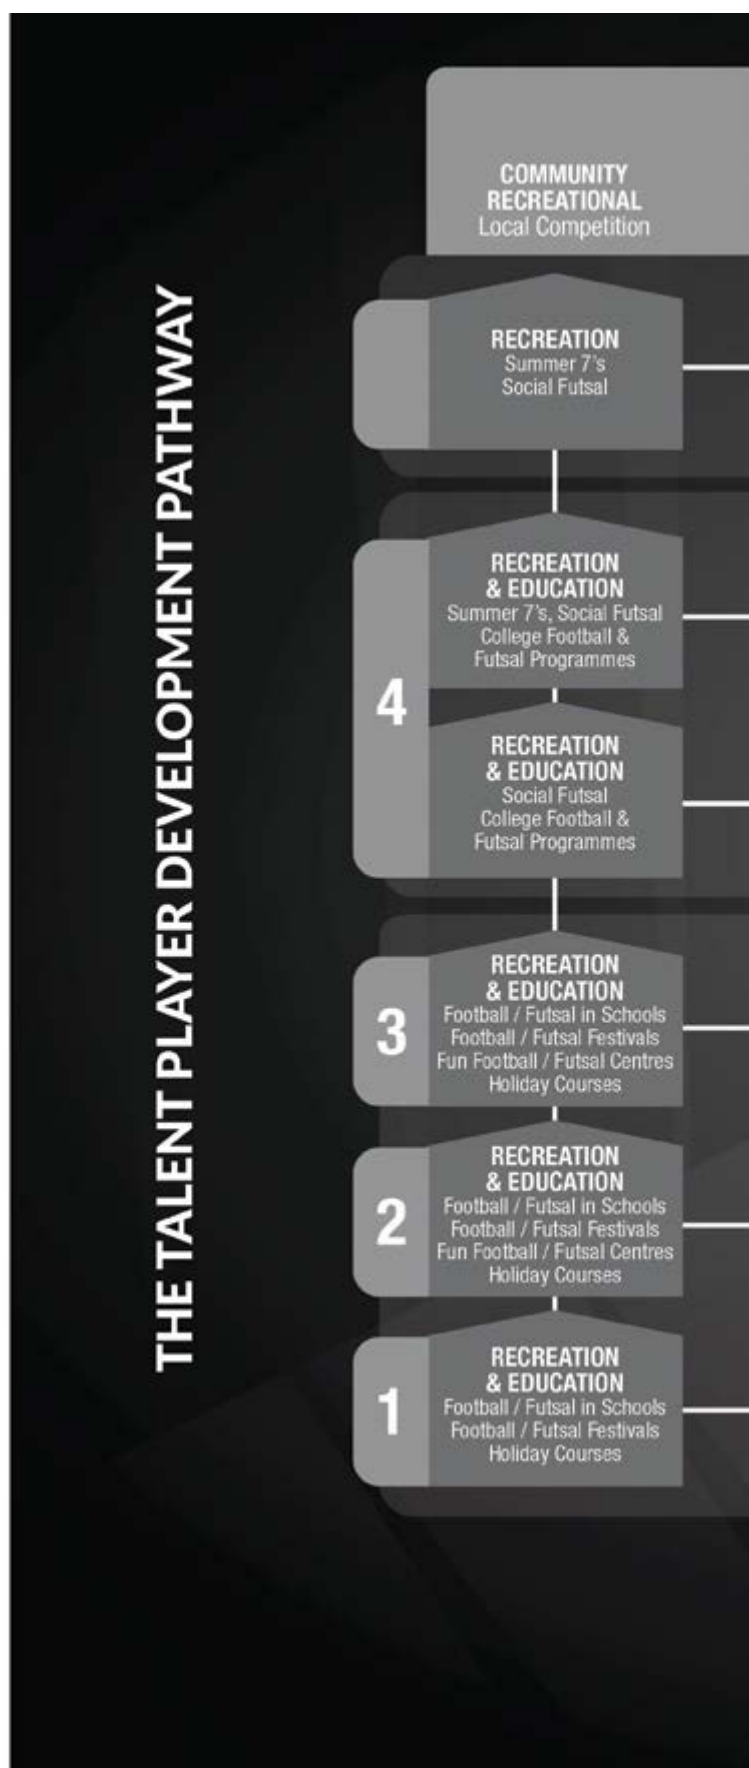 THE TALENT PLAYER DEVELOPMENT PATHWAY
COMMUNITY
RECREATIONAL
Local Competition
RECREATION
Summer 7's
Social Futsal
4
RECREATION
& EDUCATION
Summer 7's, Social Futsal
College Football &
Futsal Programmes
RECREATION
& EDUCATION
Social Futsal
College Football &
Futsal Programmes
3
RECREATION
& EDUCATION
Football / Futsal in Schools
Football / Futsal Festivals
Fun Football / Futsal Centres
Holiday Courses
2
RECREATION
& EDUCATION
Football / Futsal in Schools
Football / Futsal Festivals
Fun Football / Futsal Centres
Holiday Courses
1
RECREATION
& EDUCATION
Football / Futsal in Schools
Football / Futsal Festivals
Holiday Courses